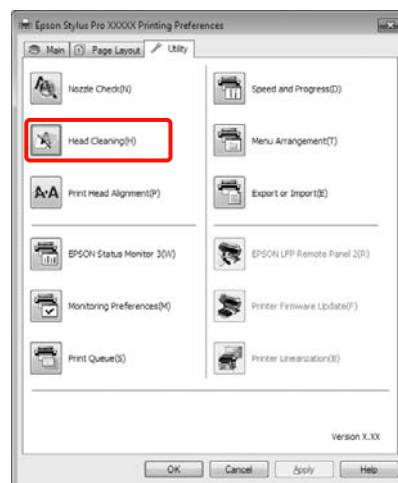 Epson Stylus Pro XXXXX Printing Preferences
Main Page Layout Utility
Nozzle Check(N)
Speed and Progress(D)
Head Cleaning(H)
Menu Arrangement(T)
A A Print Head Alignment(P)
Export or Import(E)
EPSON Status Monitor 3(W)
EPSON LFP Remote Panel 2(R)
Monitoring Preferences(M)
Printer Firmware Update(F)
Print Queue(S)
Printer Linearization(B)
Version X.XX
OK Cancel Apply Help